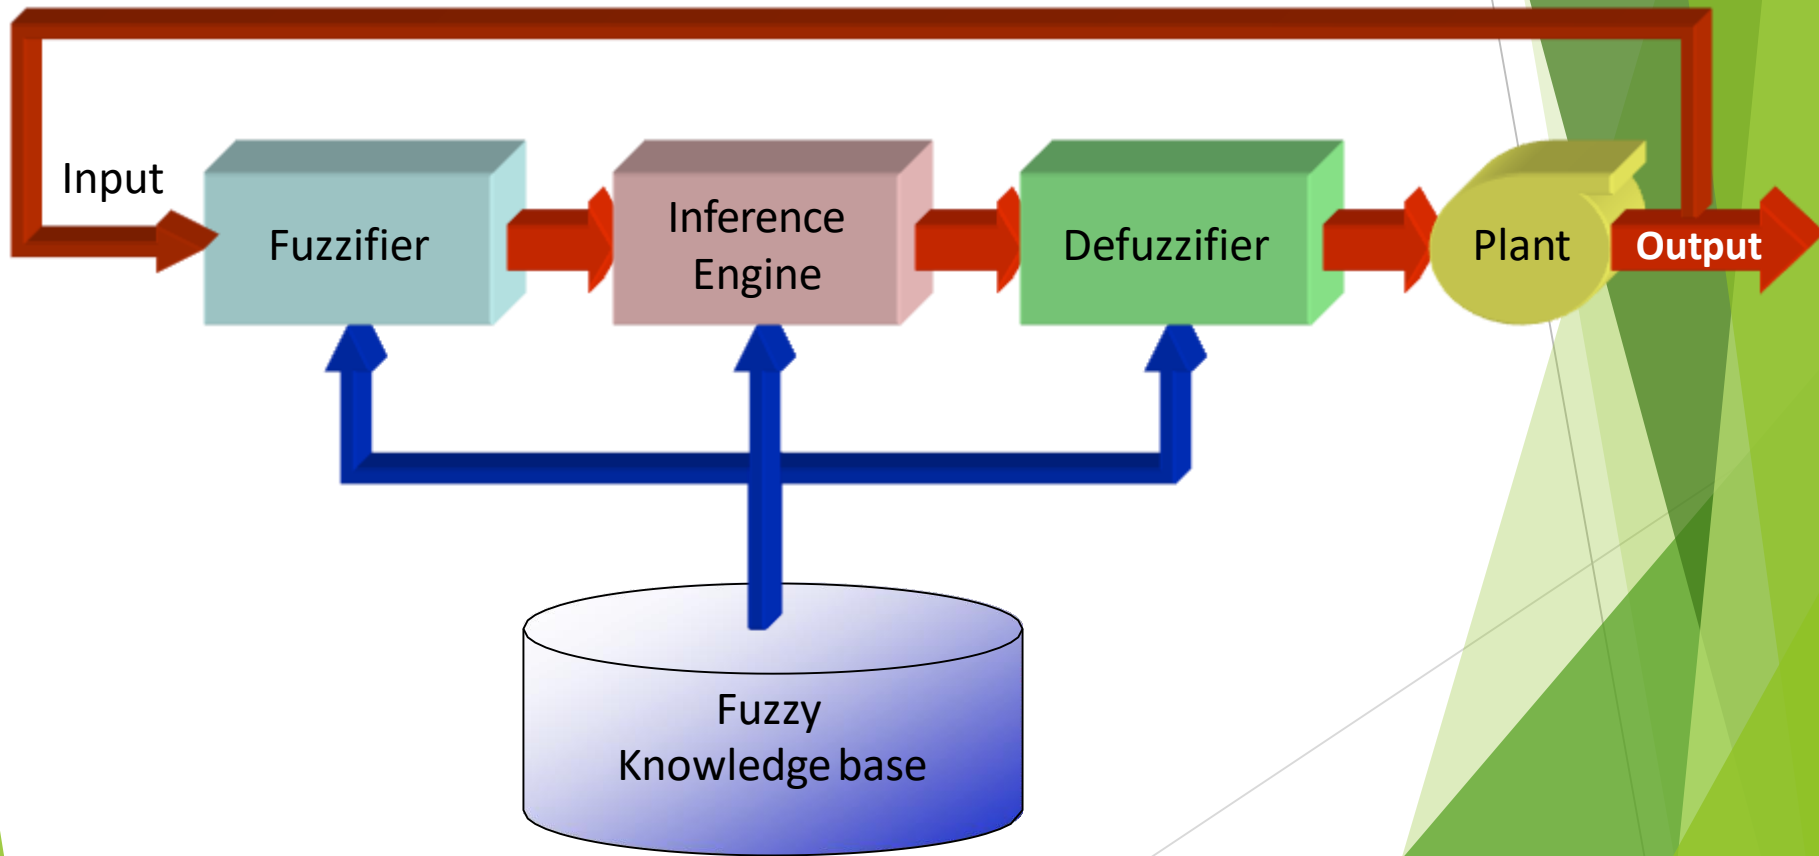 Input
Fuzzifier
Inference
Engine
Defuzzifier
Plant
Output
Fuzzy
Knowledge base